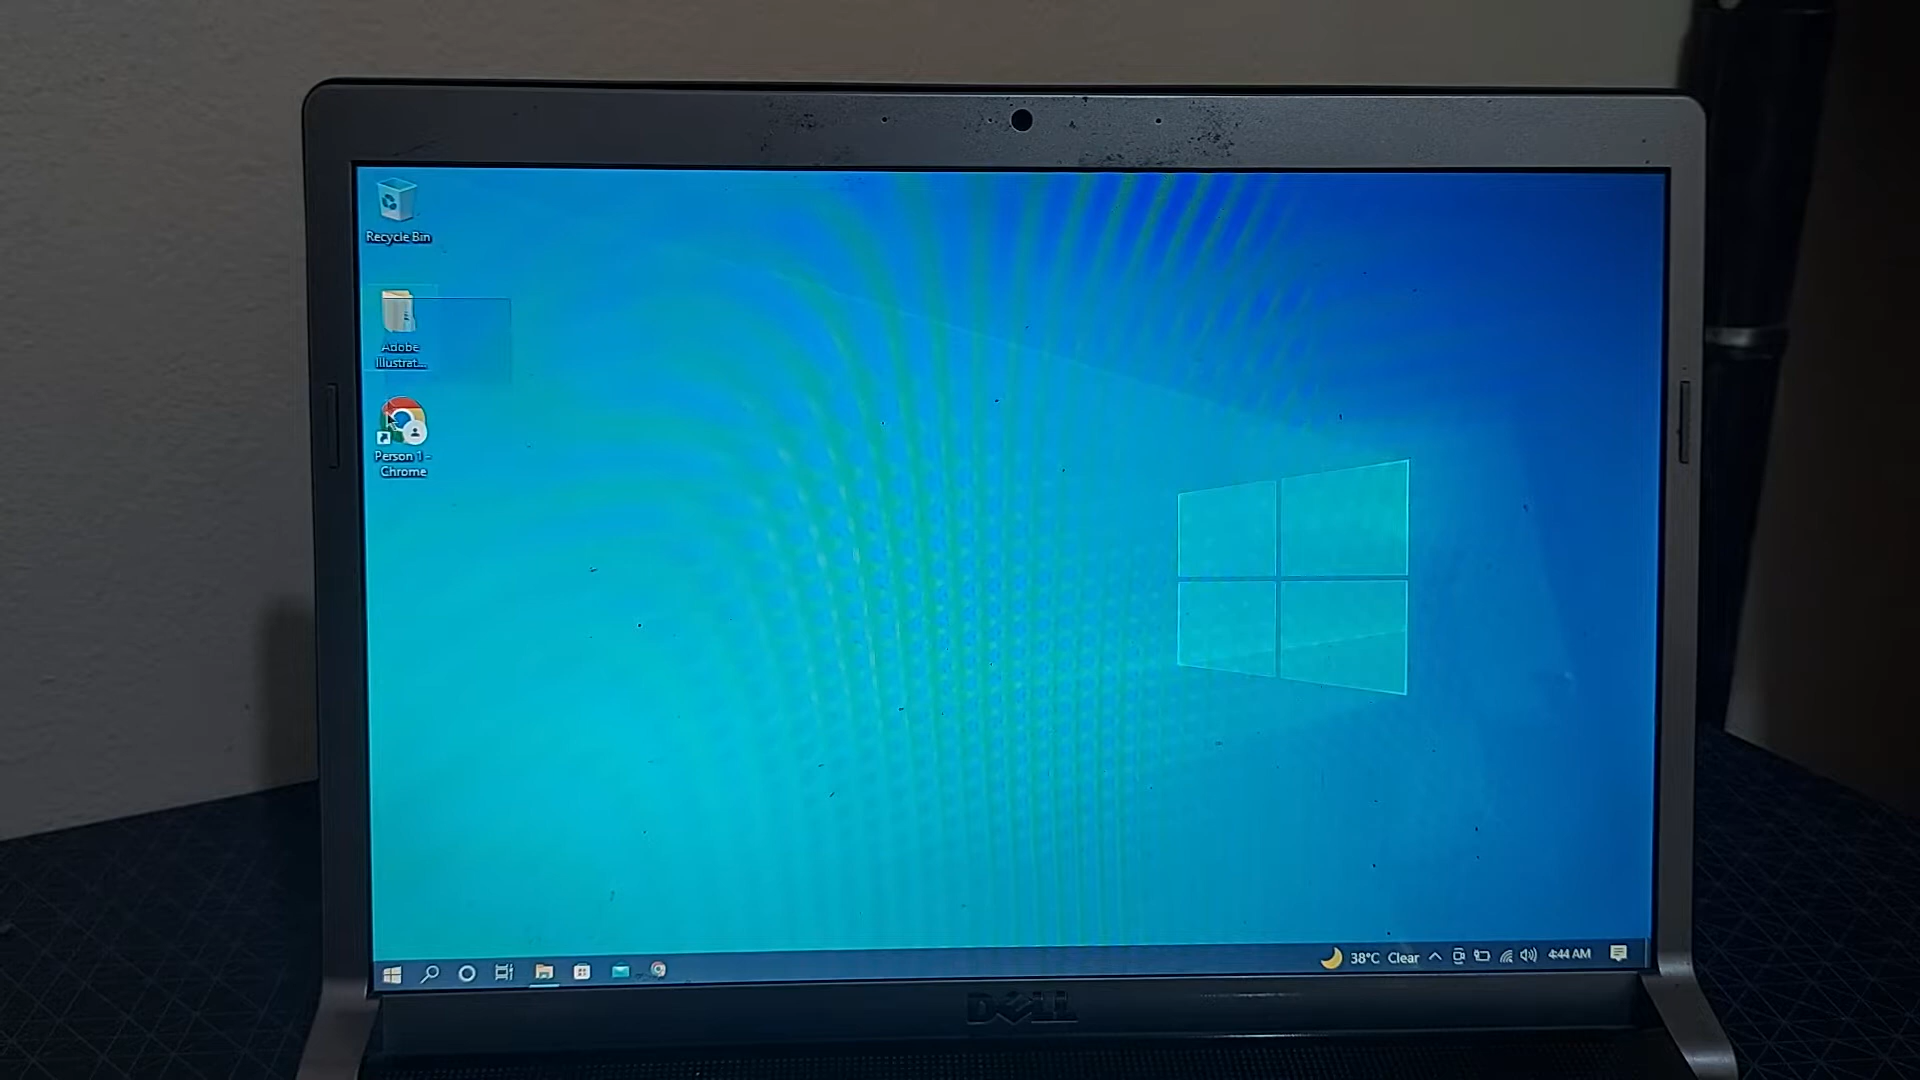 Recycle Bin
Adobe
Illustrat...
Person 1 -
Chrome
38°C Clear
4:44 AM
DELL